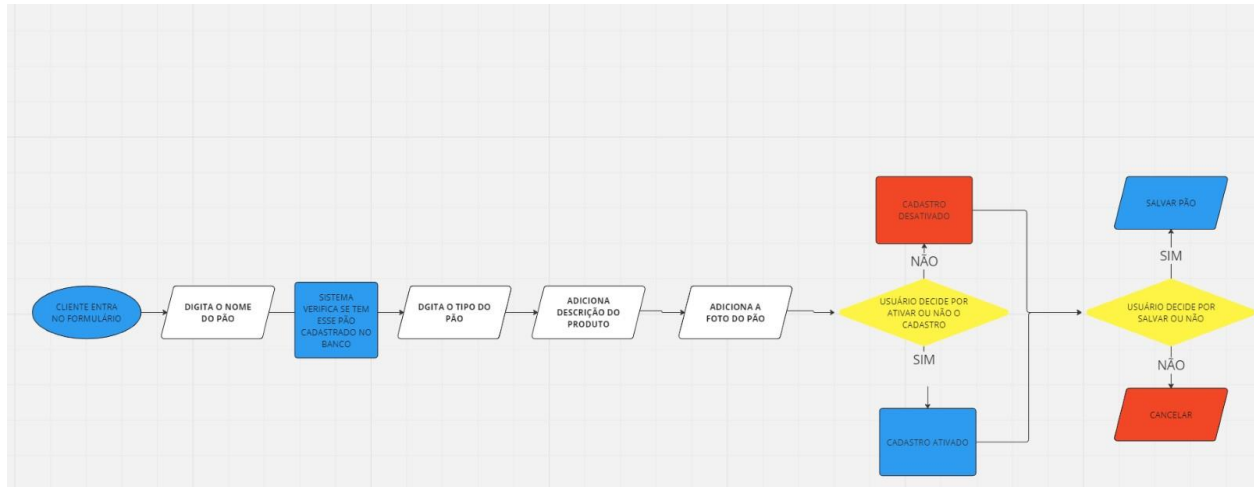 CLIENTE ENTRA
NO FORMULÁRIO
DIGITA O NOME
DO PÃO
SISTEMA
VERIFICA SE TEM
ESSE PÃO
CADASTRADO NO
BANCO
DGITA O TIPO DO
PÃO
ADICIONA
DESCRIÇÃO DO
PRODUTO
ADICIONA A
FOTO DO PÃO
CADASTRO
DESATIVADO
NÃO
USUÁRIO DECIDE POR
ATIVAR OU NÃO O
CADASTRO
SIM
CADASTRO ATIVADO
SALVAR PÃO
SIM
USUÁRIO DECIDE POR
SALVAR OU NÃO
NÃO
CANCELAR